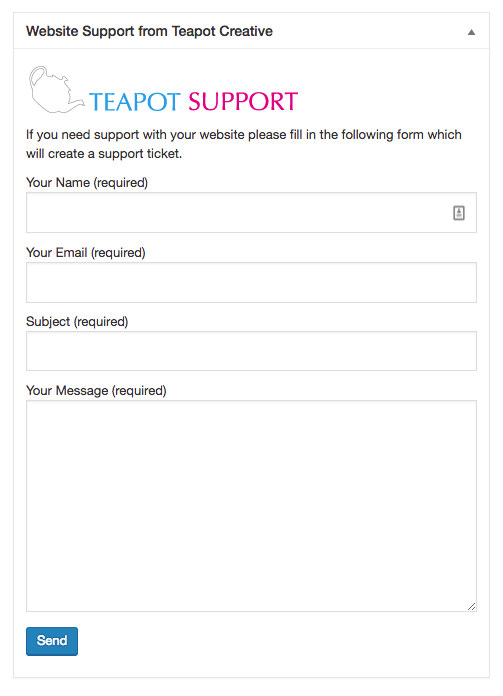 Website Support from Teapot Creative
TEAPOT SUPPORT
If you need support with your website please fill in the following form which
will create a support ticket.
Your Name (required)
Your Email (required)
Subject (required)
Your Message (required)
Send